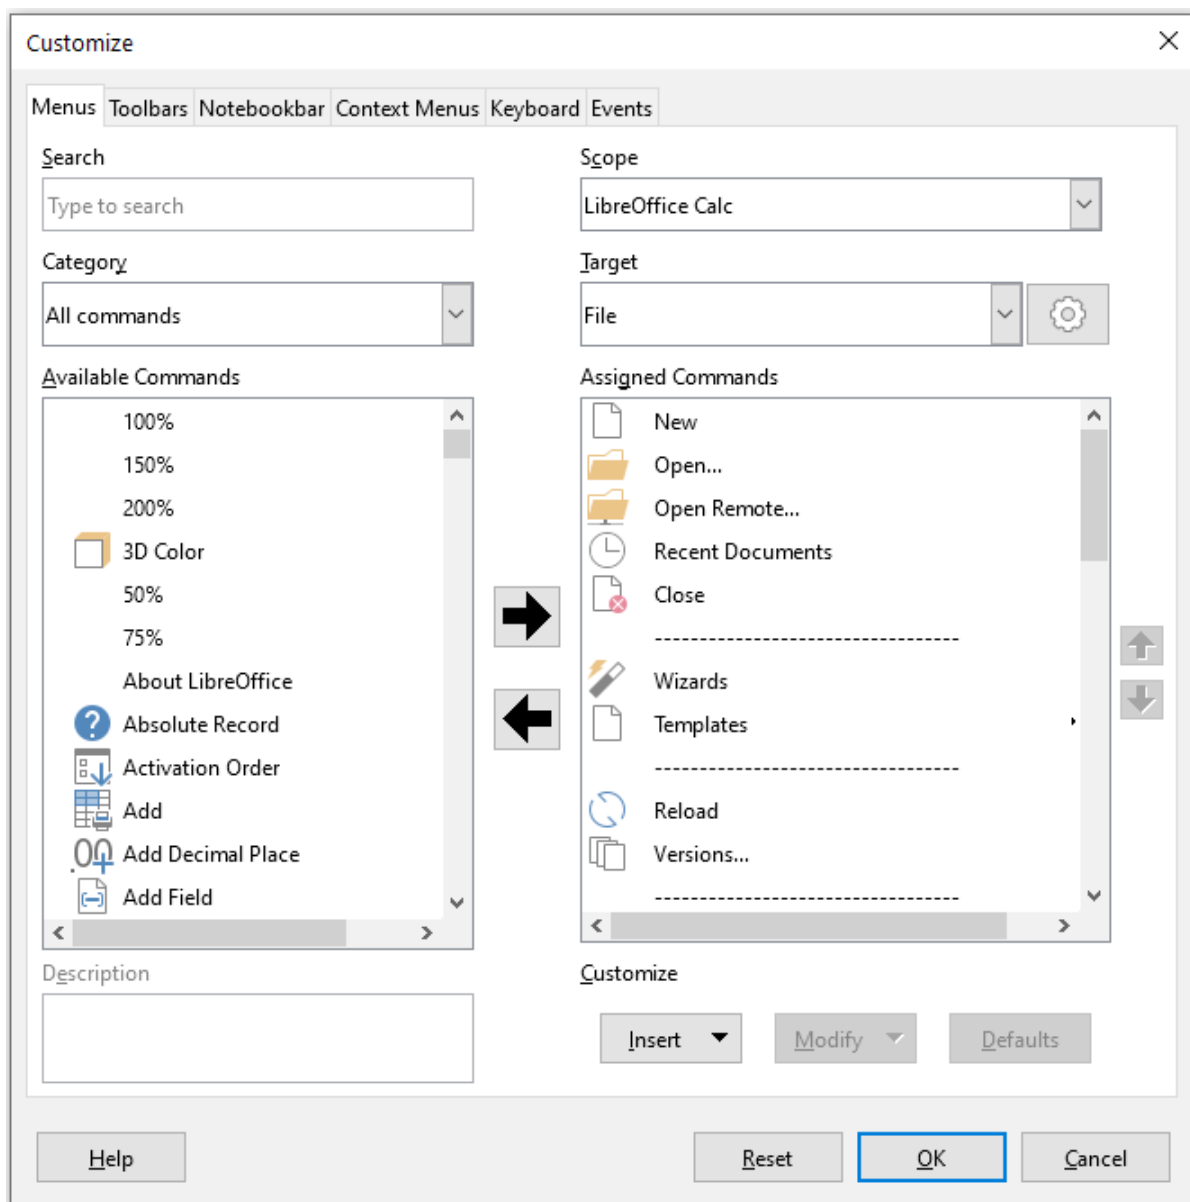 Customize
Menus Toolbars Notebookbar Context Menus Keyboard Events
Search
Type to search
Category
All commands
Available Commands
100%
150%
200%
3D Color
50%
75%
About LibreOffice
Absolute Record
Activation Order
Add
Add Decimal Place
Add Field
Description
Scope
LibreOffice Calc
Target
File
Assigned Commands
New
Open...
Open Remote...
Recent Documents
Close
----------------------------------
Wizards
Templates
----------------------------------
Reload
Versions...
----------------------------------
Customize
Insert Modify Defaults
Help Reset OK Cancel